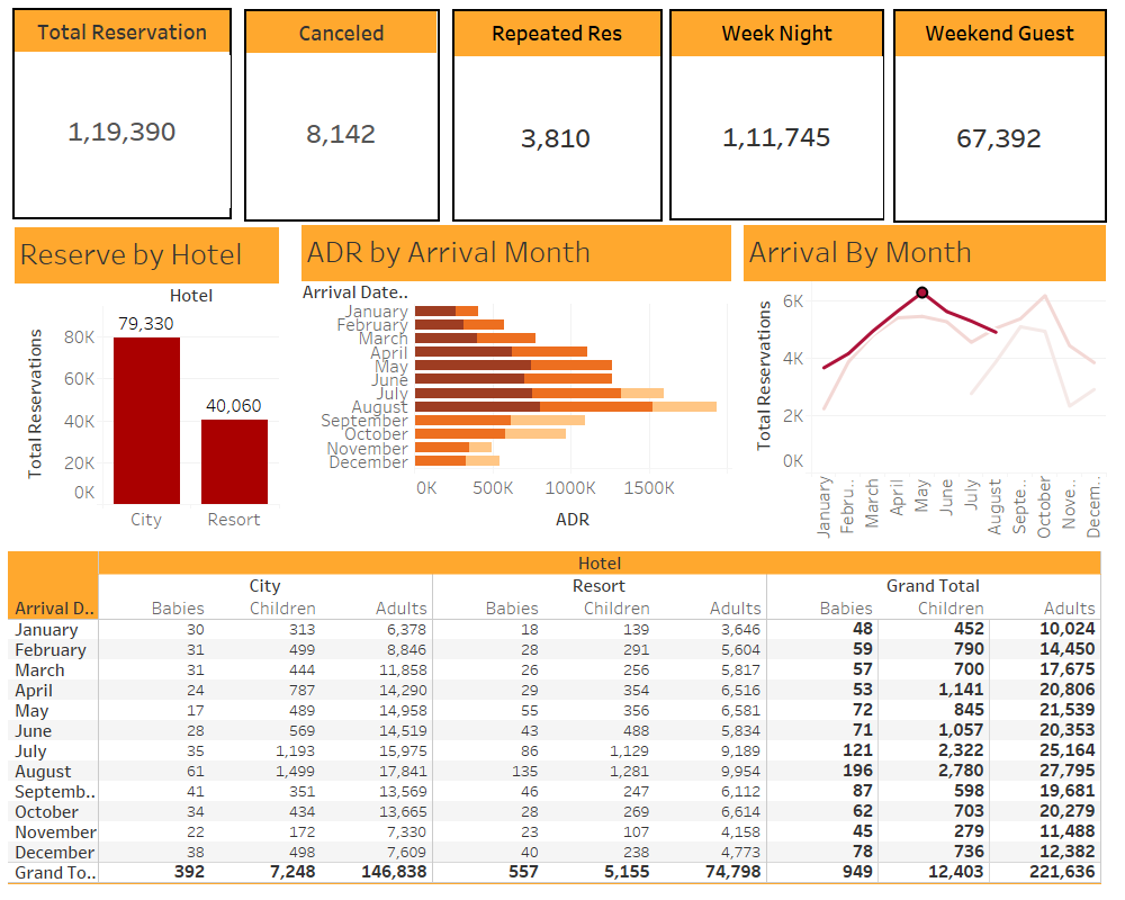 Total Reservation
1,19,390
Canceled
8,142
Repeated Res
3,810
Week Night
1,11,745
Weekend Guest
67,392
Reserve by Hotel
Hotel
Total Reservations
80K
60K
40K
20K
0K
79,330
40,060
City Resort
ADR by Arrival Month
Arrival Date..
January
February
March
April
May
June
July
August
September
October
November
December
0K 500K 1000K 1500K
ADR
Arrival By Month
Total Reservations
6K
4K
2K
0K
January
Febru..
March
April
May
June
July
August
Septe..
October
Nove..
Decem..
Hotel
City Resort Grand Total
Arrival D.. Babies Children Adults Babies Children Adults Babies Children Adults
January 30 313 6,378 18 139 3,646 48 452 10,024
February 31 499 8,846 28 291 5,604 59 790 14,450
March 31 444 11,858 26 256 5,817 57 700 17,675
April 24 787 14,290 29 354 6,516 53 1,141 20,806
May 17 489 14,958 55 356 6,581 72 845 21,539
June 28 569 14,519 43 488 5,834 71 1,057 20,353
July 35 1,193 15,975 86 1,129 9,189 121 2,322 25,164
August 61 1,499 17,841 135 1,281 9,954 196 2,780 27,795
Septemb.. 41 351 13,569 46 247 6,112 87 598 19,681
October 34 434 13,665 28 269 6,614 62 703 20,279
November 22 172 7,330 23 107 4,158 45 279 11,488
December 38 498 7,609 40 238 4,773 78 736 12,382
Grand To.. 392 7,248 146,838 557 5,155 74,798 949 12,403 221,636